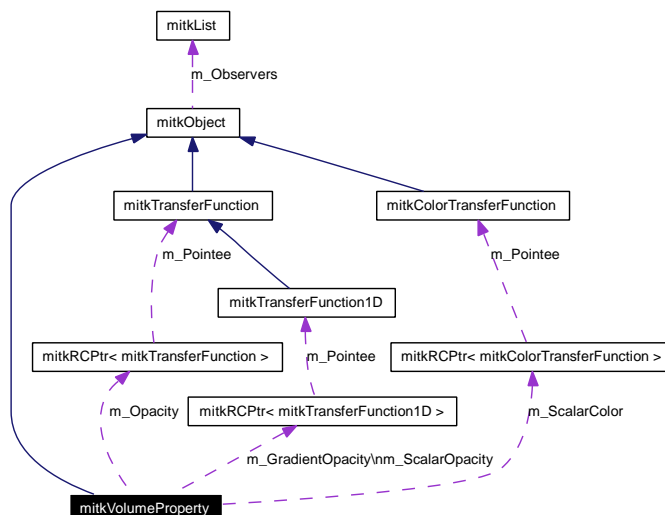 mitkList
m_Observers
mitkObject
mitkTransferFunction
mitkColorTransferFunction
m_Pointee
m_Pointee
mitkTransferFunction1D
mitkRCPtr< mitkTransferFunction >
m_Pointee
mitkRCPtr< mitkColorTransferFunction >
m_Opacity
mitkRCPtr< mitkTransferFunction1D >
m_ScalarColor
m_GradientOpacity\nm_ScalarOpacity
mitkVolumeProperty